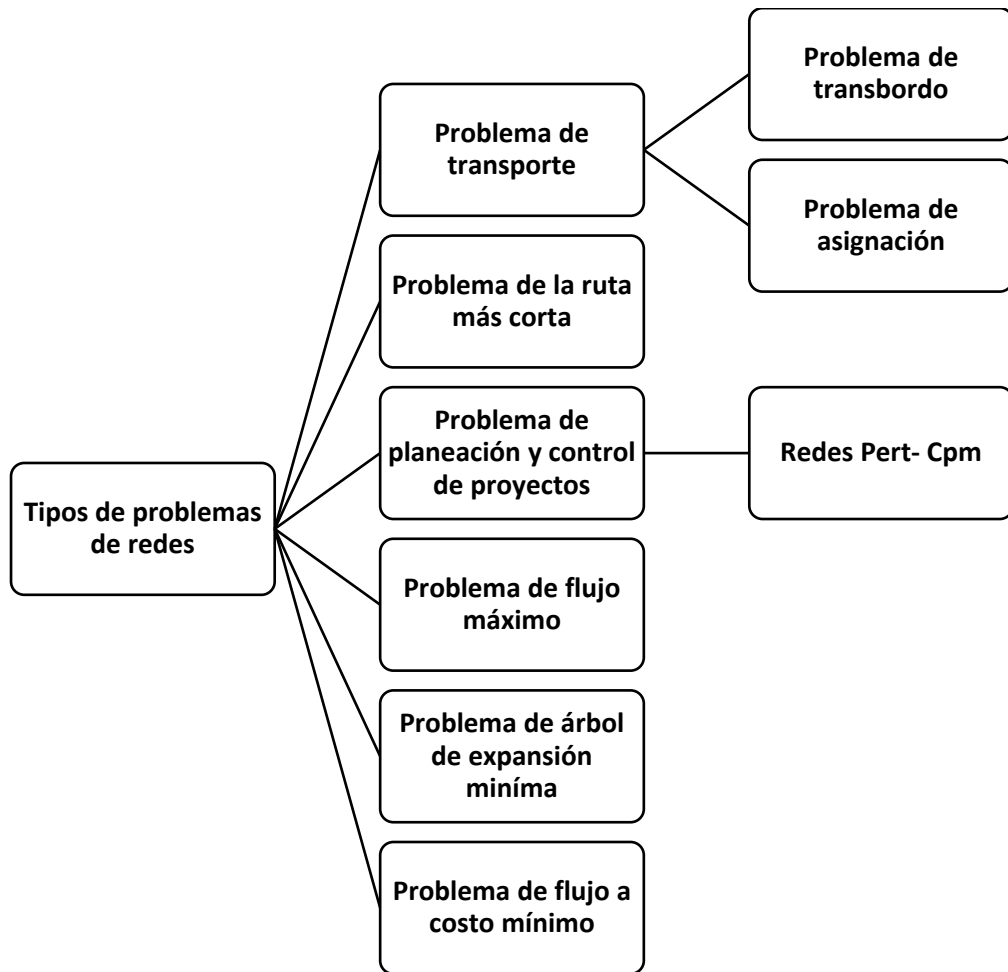 Problema de
transbordo
Problema de
transporte
Problema de
asignación
Problema de la ruta
más corta
Problema de
planeación y control
de proyectos
Redes Pert- Cpm
Tipos de problemas
de redes
Problema de flujo
máximo
Problema de árbol
de expansión
miníma
Problema de flujo a
costo mínimo